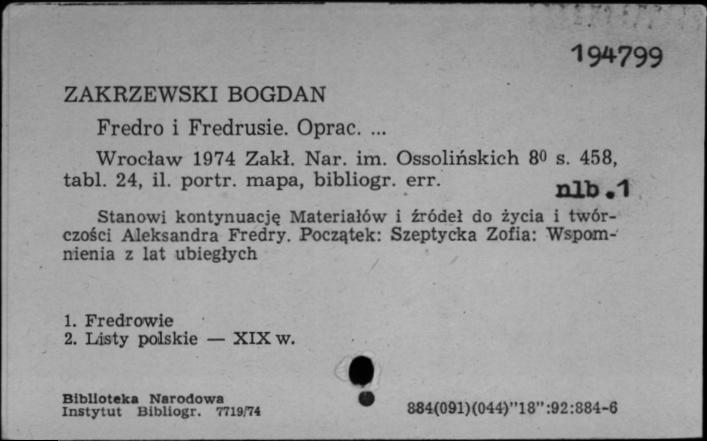 194799
ZAKRZEWSKI BOGDAN
Fredro i Fredrusie. Oprac. ...
Wrocław 1974 Zakł. Nar. im. Ossolińskich 8⁰ s. 458,
tabl. 24, il. portr. mapa, bibliogr. err.
nlb.1
Stanowi kontynuację Materiałów i źródeł do życia i twór-
czości Aleksandra Fredry. Początek: Szeptycka Zofia: Wspom-
nienia z lat ubiegłych
1. Fredrowie
2. Listy polskie — XIX w.
Biblioteka Narodowa
Instytut Bibliogr. 7719/74
884(091)(044)"18":92:884-6